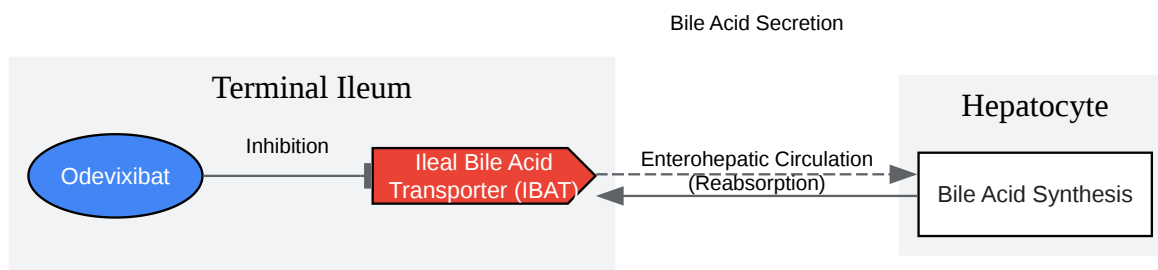 Bile Acid Secretion
Terminal Ileum
Hepatocyte
Odevixibat
Inhibition
Ileal Bile Acid
Transporter (IBAT)
Enterohepatic Circulation
(Reabsorption)
Bile Acid Synthesis